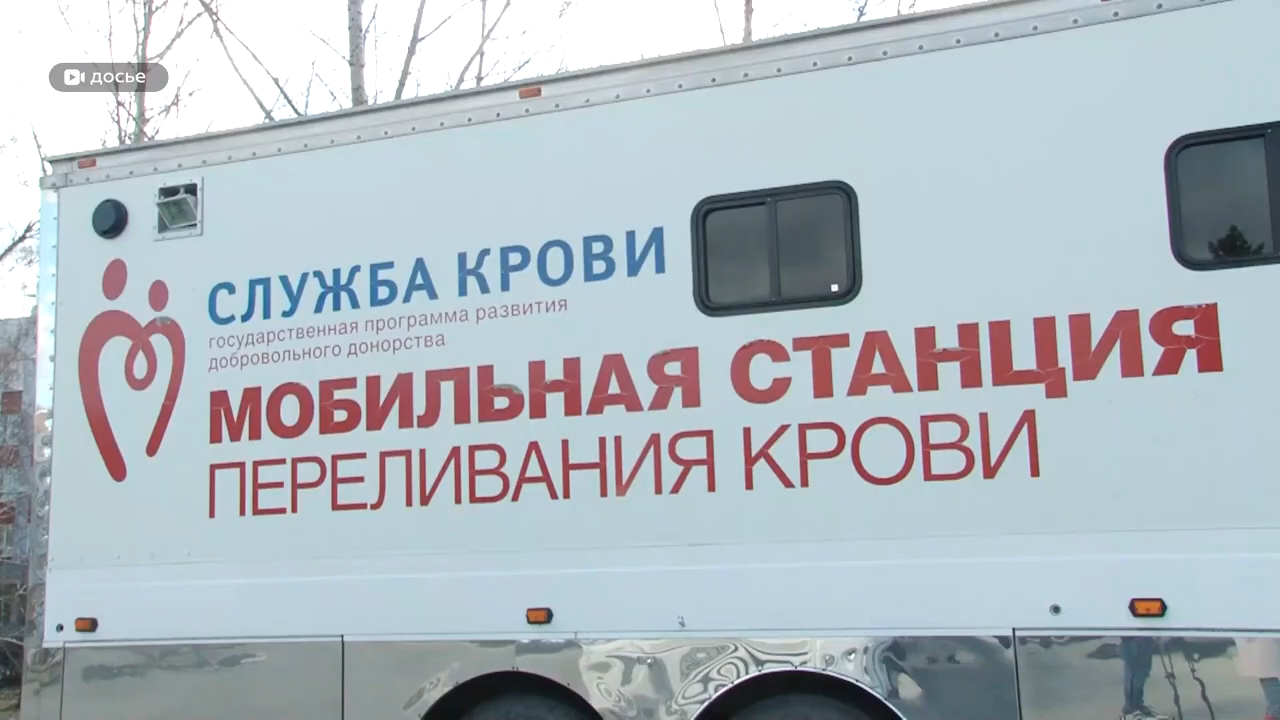 досье
СЛУЖБА КРОВИ
государственная программа развития
добровольного донорства
МОБИЛЬНАЯ СТАНЦИЯ
ПЕРЕЛИВАНИЯ КРОВИ